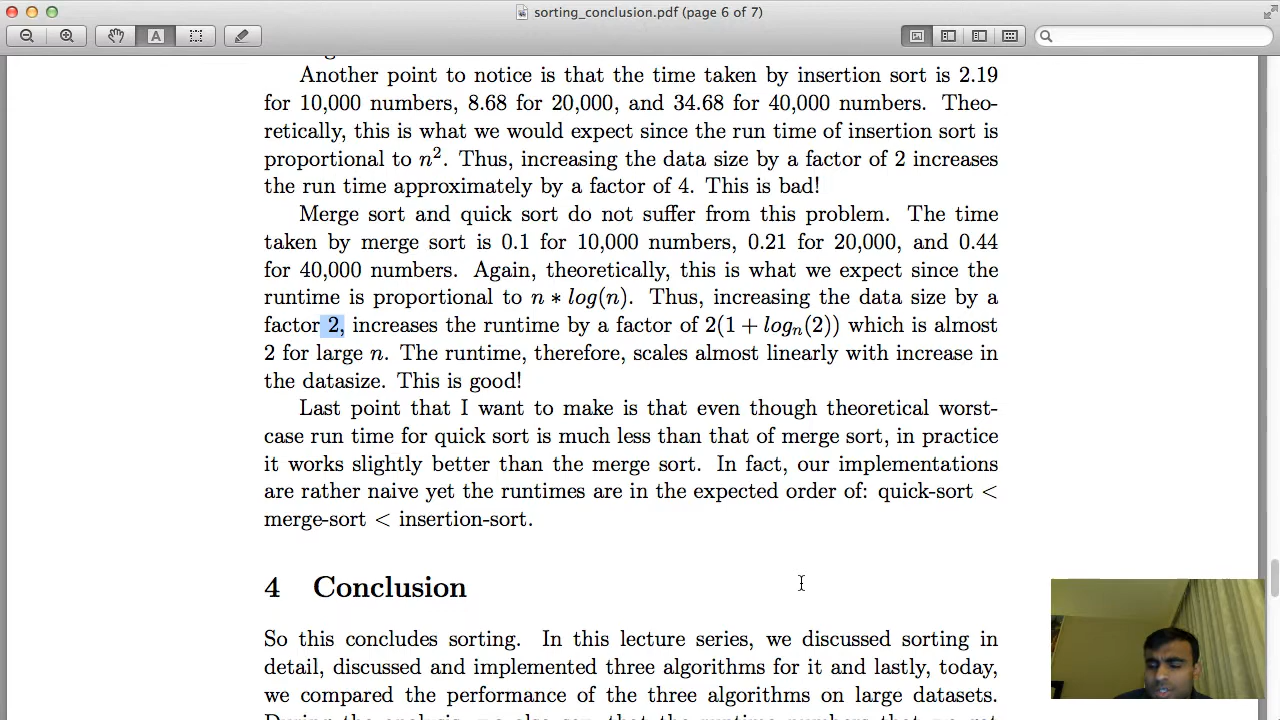 sorting_conclusion.pdf (page 6 of 7)
Another point to notice is that the time taken by insertion sort is 2.19
for 10,000 numbers, 8.68 for 20,000, and 34.68 for 40,000 numbers. Theo-
retically, this is what we would expect since the run time of insertion sort is
proportional to n². Thus, increasing the data size by a factor of 2 increases
the run time approximately by a factor of 4. This is bad!
Merge sort and quick sort do not suffer from this problem. The time
taken by merge sort is 0.1 for 10,000 numbers, 0.21 for 20,000, and 0.44
for 40,000 numbers. Again, theoretically, this is what we expect since the
runtime is proportional to n ∗ log(n). Thus, increasing the data size by a
factor 2, increases the runtime by a factor of 2(1 + logₙ(2)) which is almost
2 for large n. The runtime, therefore, scales almost linearly with increase in
the datasize. This is good!
Last point that I want to make is that even though theoretical worst-
case run time for quick sort is much less than that of merge sort, in practice
it works slightly better than the merge sort. In fact, our implementations
are rather naive yet the runtimes are in the expected order of: quick-sort <
merge-sort < insertion-sort.
4 Conclusion
So this concludes sorting. In this lecture series, we discussed sorting in
detail, discussed and implemented three algorithms for it and lastly, today,
we compared the performance of the three algorithms on large datasets.